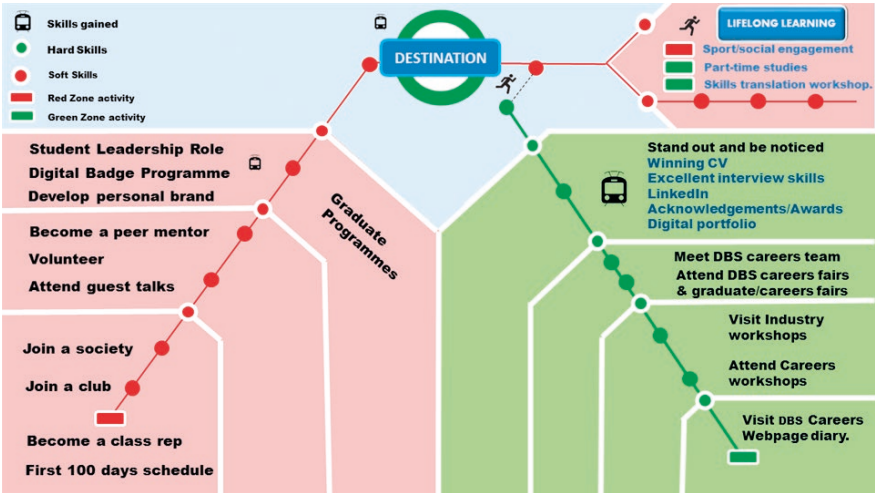 Skills gained
Hard Skills
Soft Skills
Red Zone activity
Green Zone activity
DESTINATION
LIFELONG LEARNING
Sport/social engagement
Part-time studies
Skills translation workshop.
Student Leadership Role
Digital Badge Programme
Develop personal brand
Graduate
Programmes
Become a peer mentor
Volunteer
Attend guest talks
Join a society
Join a club
Become a class rep
First 100 days schedule
Stand out and be noticed
Winning CV
Excellent interview skills
LinkedIn
Acknowledgements/Awards
Digital portfolio
Meet DBS careers team
Attend DBS careers fairs
& graduate/careers fairs
Visit Industry
workshops
Attend Careers
workshops
Visit DBS Careers
Webpage diary.